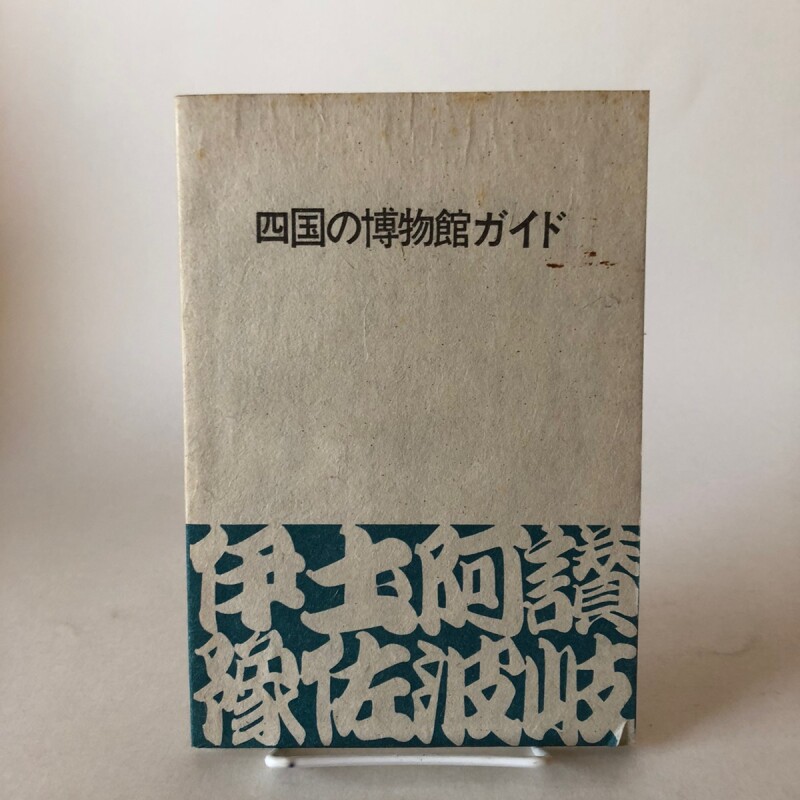 四国の博物館ガイド
讃岐
阿波
土佐
伊豫